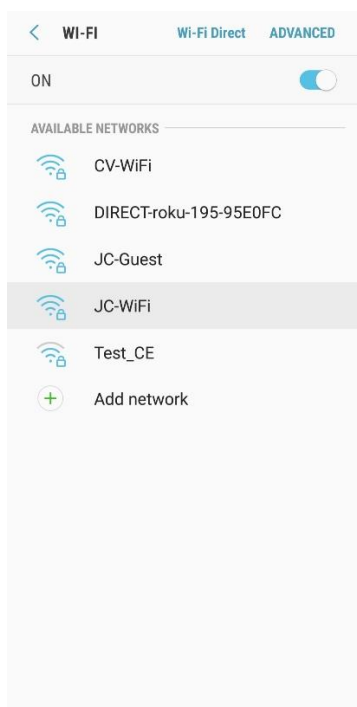 WI-FI Wi-Fi Direct ADVANCED
ON
AVAILABLE NETWORKS
CV-WiFi
DIRECT-roku-195-95E0FC
JC-Guest
JC-WiFi
Test_CE
Add network